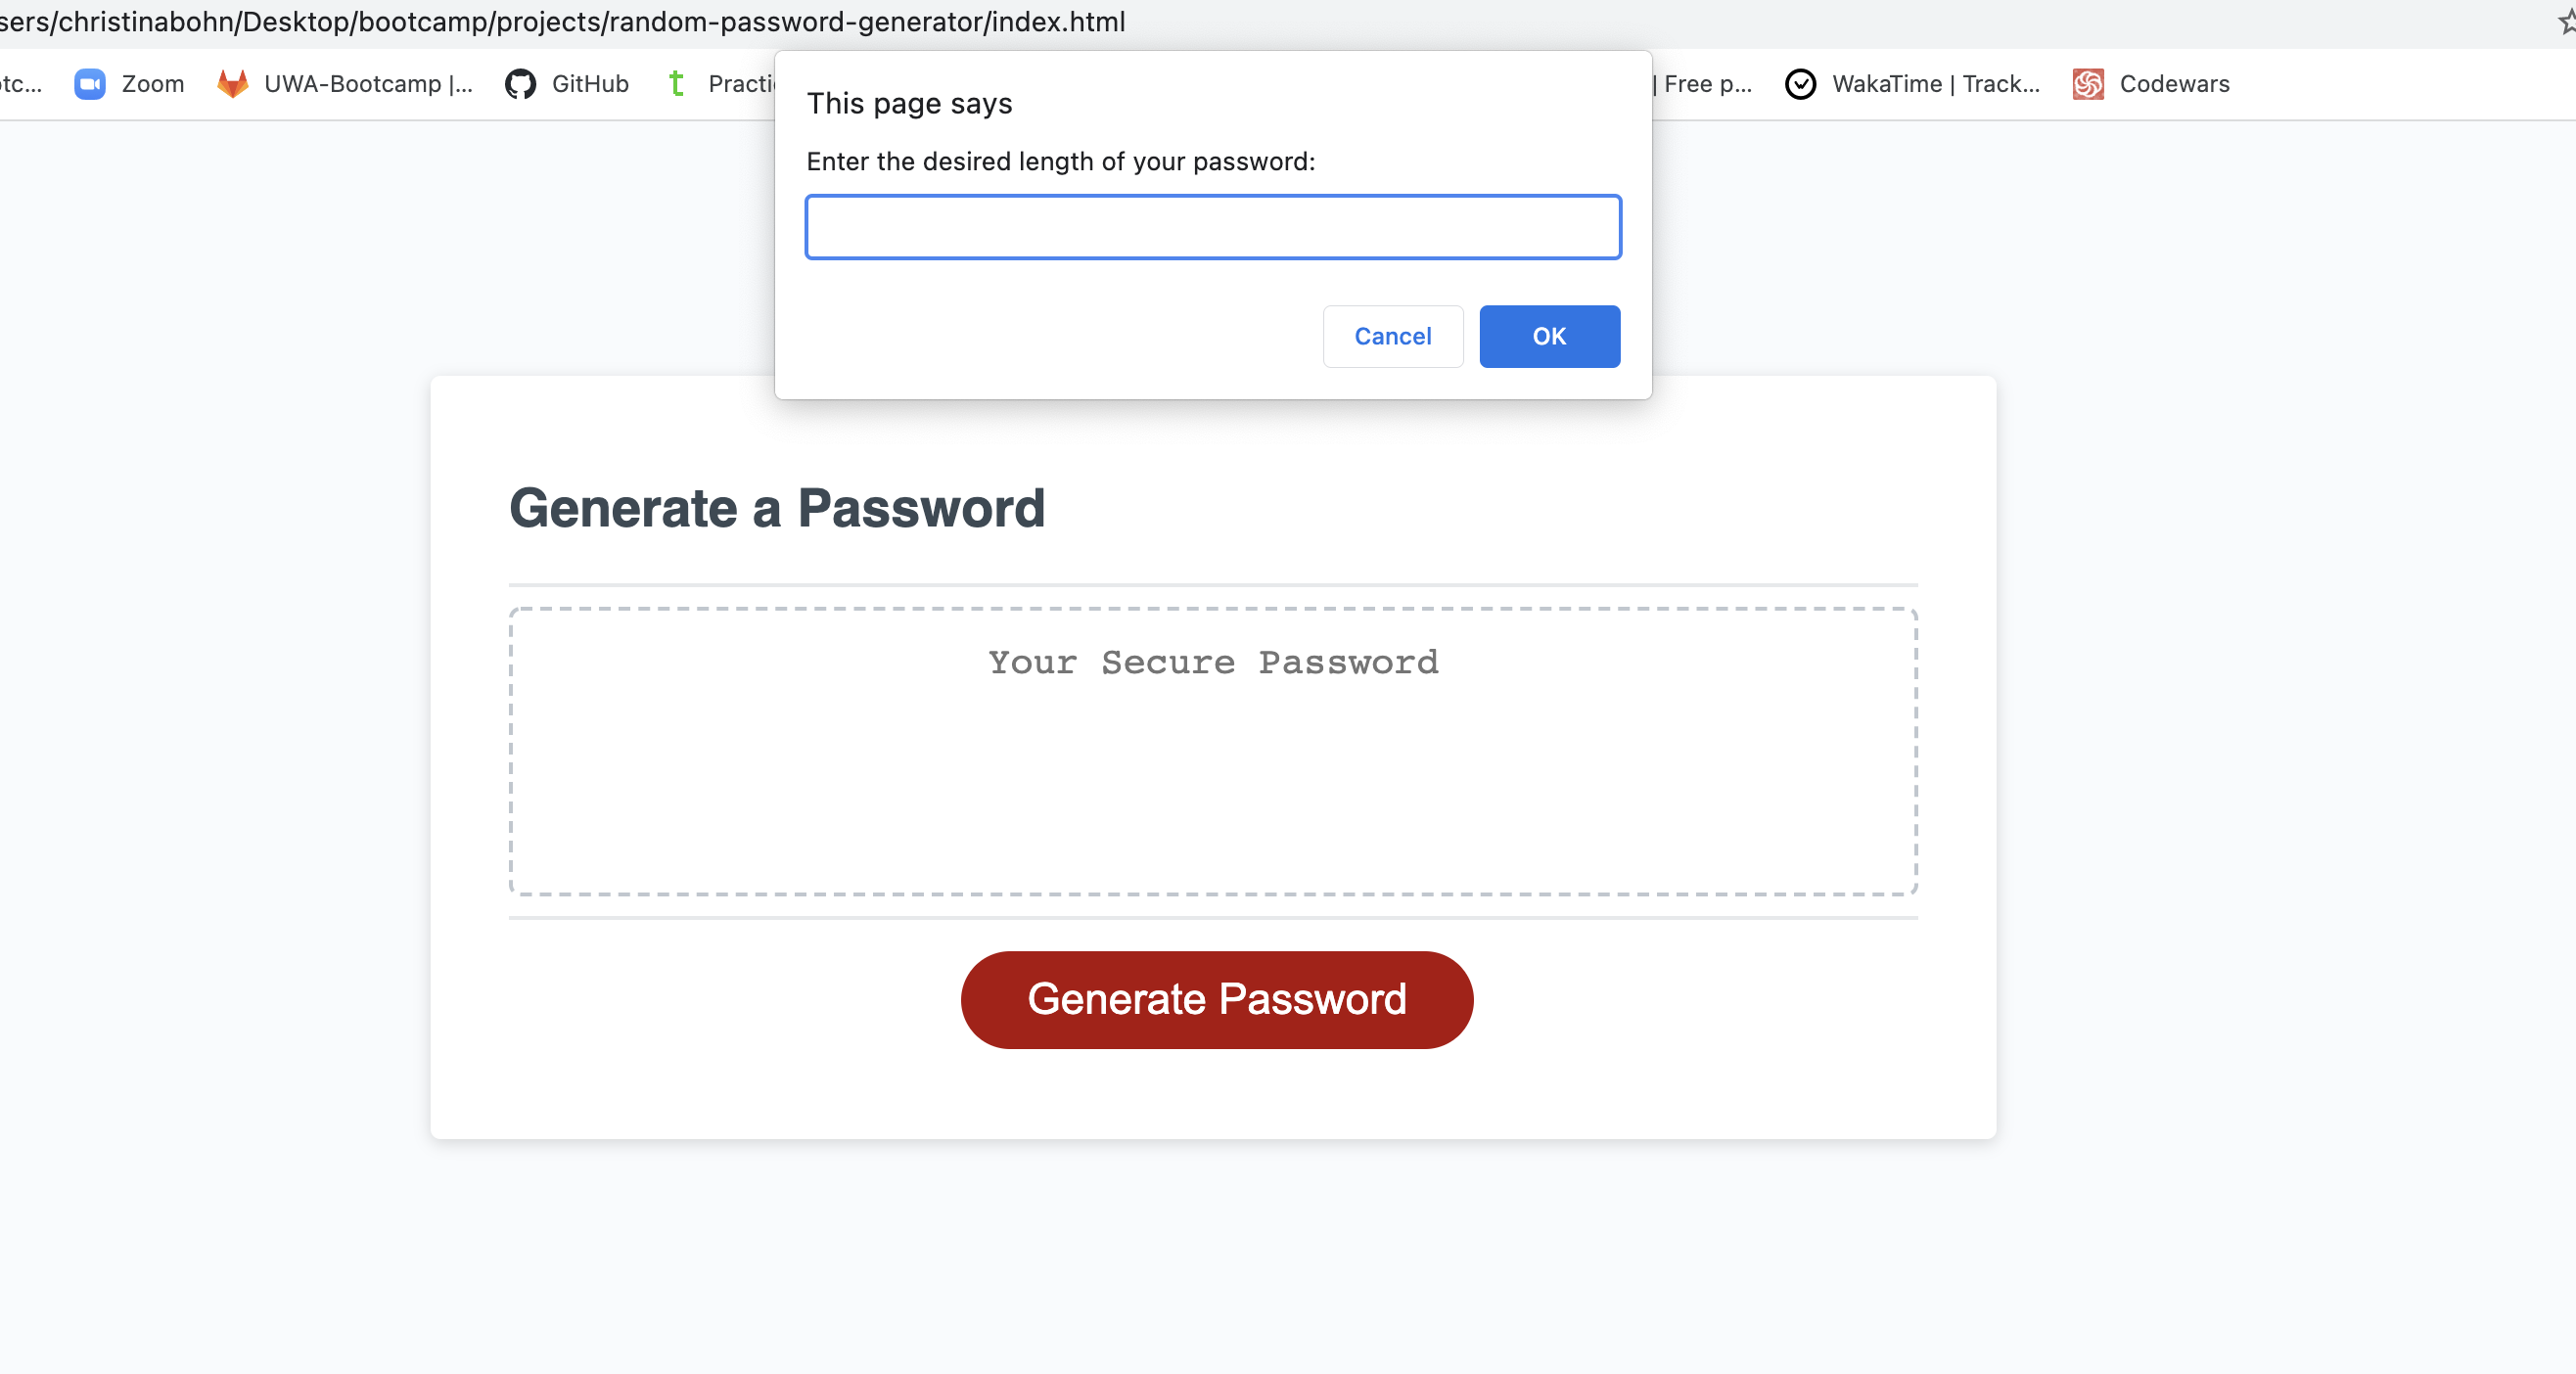 sers/christinabohn/Desktop/bootcamp/projects/random-password-generator/index.html
otc... Zoom UWA-Bootcamp |... GitHub Practi | Free p... WakaTime | Track... Codewars
This page says
Enter the desired length of your password:
Cancel OK
Generate a Password
Your Secure Password
Generate Password